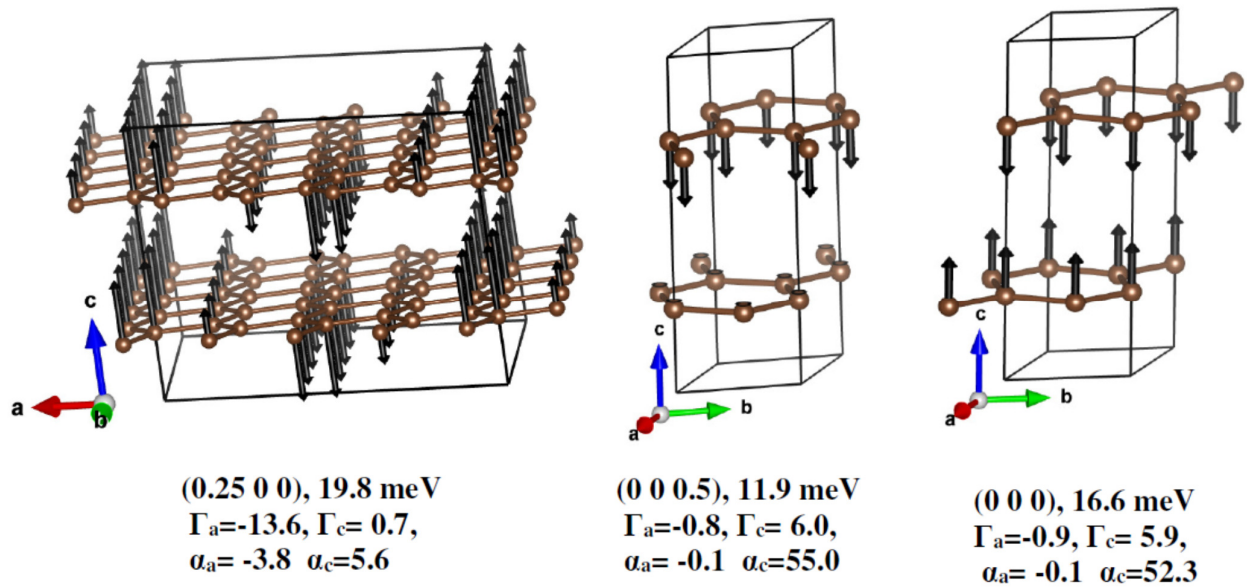 c
a
b
(0.25 0 0), 19.8 meV
Γa=-13.6, Γc= 0.7,
αa= -3.8 αc=5.6
c
b
a
(0 0 0.5), 11.9 meV
Γa=-0.8, Γc= 6.0,
αa= -0.1 αc=55.0
c
b
a
(0 0 0), 16.6 meV
Γa=-0.9, Γc= 5.9,
αa= -0.1 αc=52.3